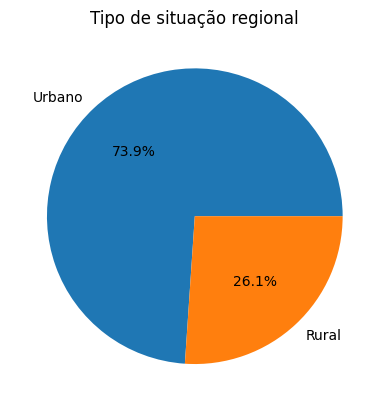 Tipo de situação regional
Urbano
73.9%
26.1%
Rural